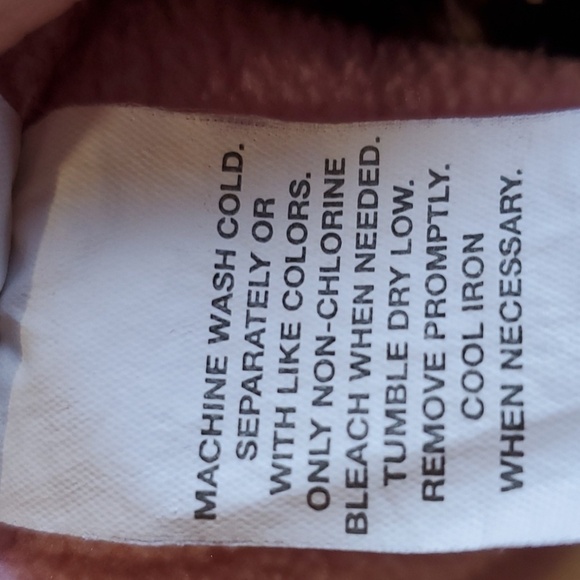 MACHINE WASH COLD.
SEPARATELY OR
WITH LIKE COLORS.
ONLY NON-CHLORINE
BLEACH WHEN NEEDED.
TUMBLE DRY LOW.
REMOVE PROMPTLY.
COOL IRON
WHEN NECESSARY.